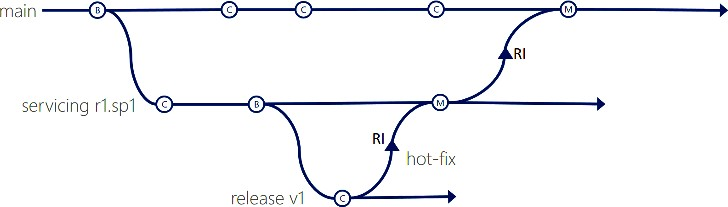 main B C C C M
RI
servicing r1.sp1 C B M
RI
hot-fix
release v1 C